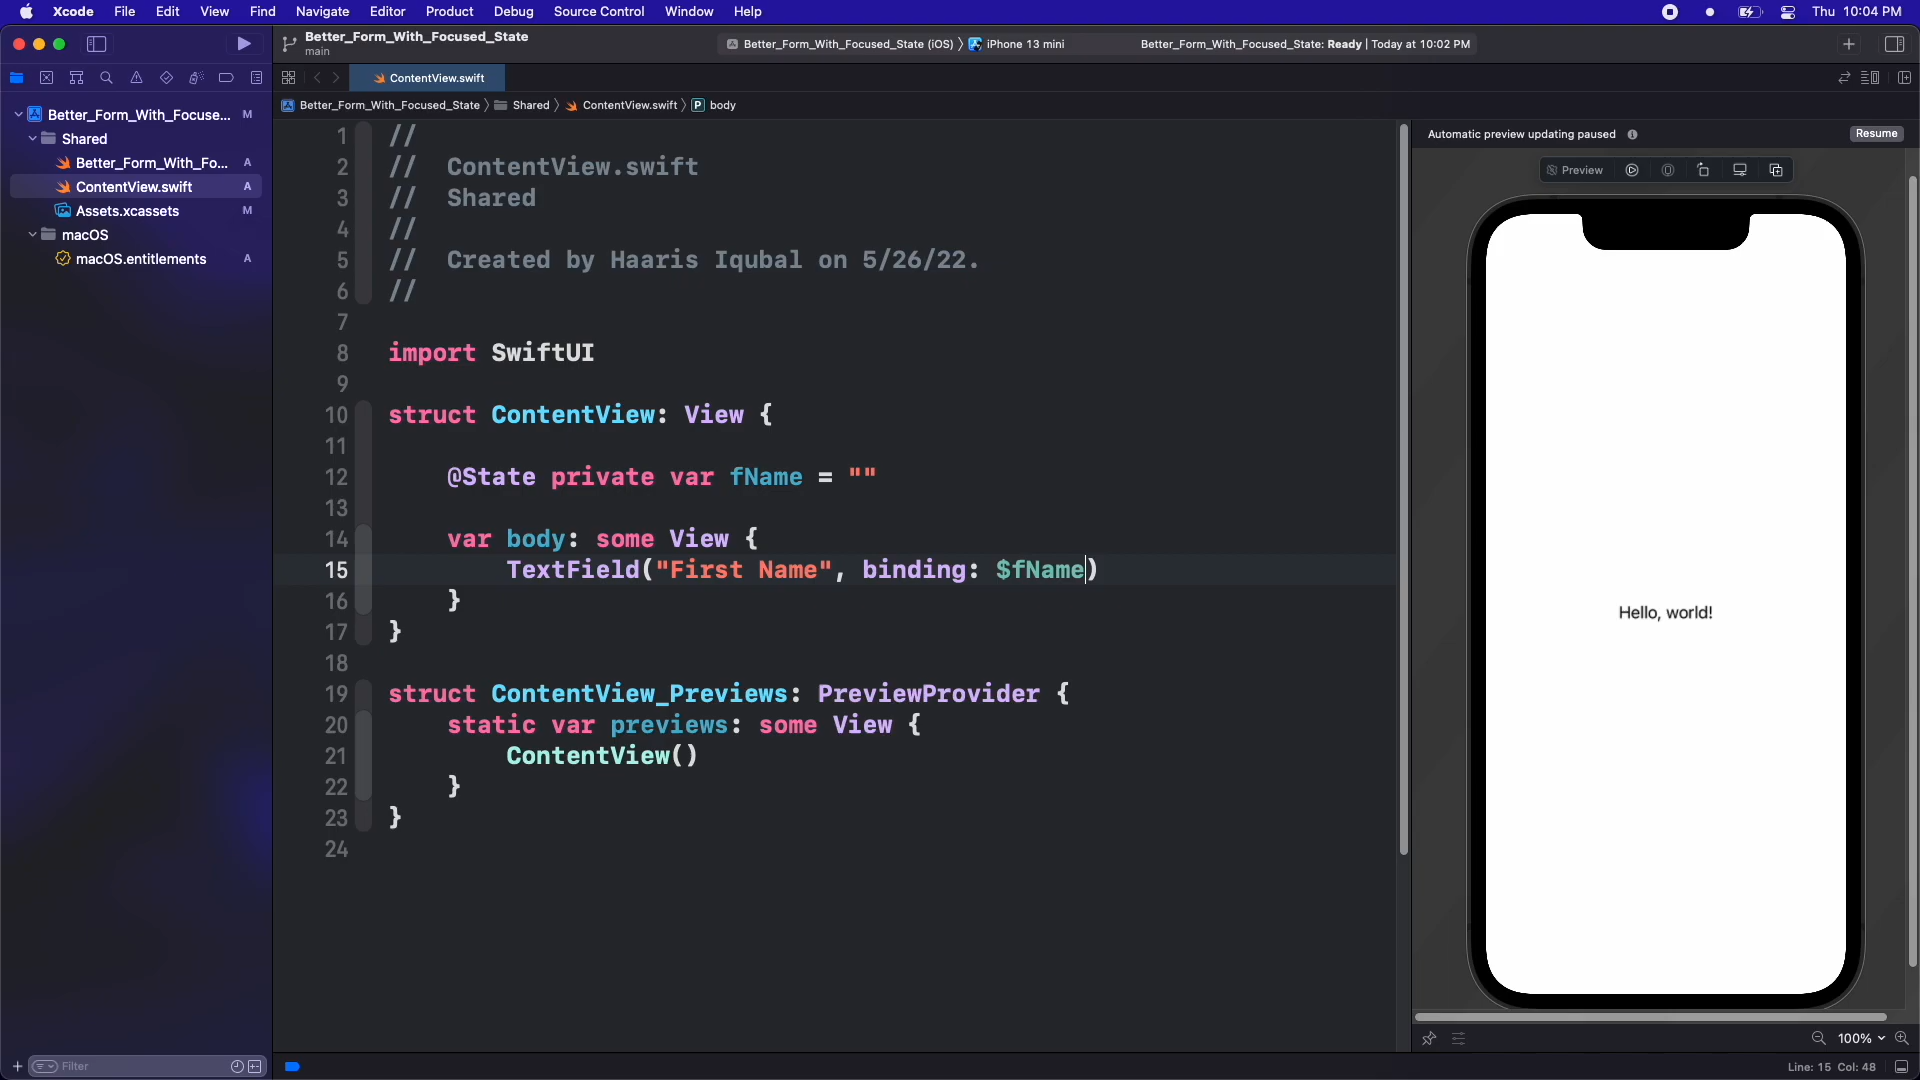 Xcode File Edit View Find Navigate Editor Product Debug Source Control Window Help Thu 10:04 PM
Better_Form_With_Focused_State
main
Better_Form_With_Focused_State (iOS) iPhone 13 mini Better_Form_With_Focused_State: Ready | Today at 10:02 PM
ContentView.swift
Better_Form_With_Focused_State Shared ContentView.swift P body
Better_Form_With_Focuse... M
Shared
Better_Form_With_Fo... A
ContentView.swift A
Assets.xcassets M
macOS
macOS.entitlements A
Filter
1 //
2 // ContentView.swift
3 // Shared
4 //
5 // Created by Haaris Iqubal on 5/26/22.
6 //
7
8 import SwiftUI
9
10 struct ContentView: View {
11
12 @State private var fName = ""
13
14 var body: some View {
15 TextField("First Name", binding: $fName)
16 }
17 }
18
19 struct ContentView_Previews: PreviewProvider {
20 static var previews: some View {
21 ContentView()
22 }
23 }
24
Automatic preview updating paused Resume
Preview
Hello, world!
100%
Line: 15 Col: 48